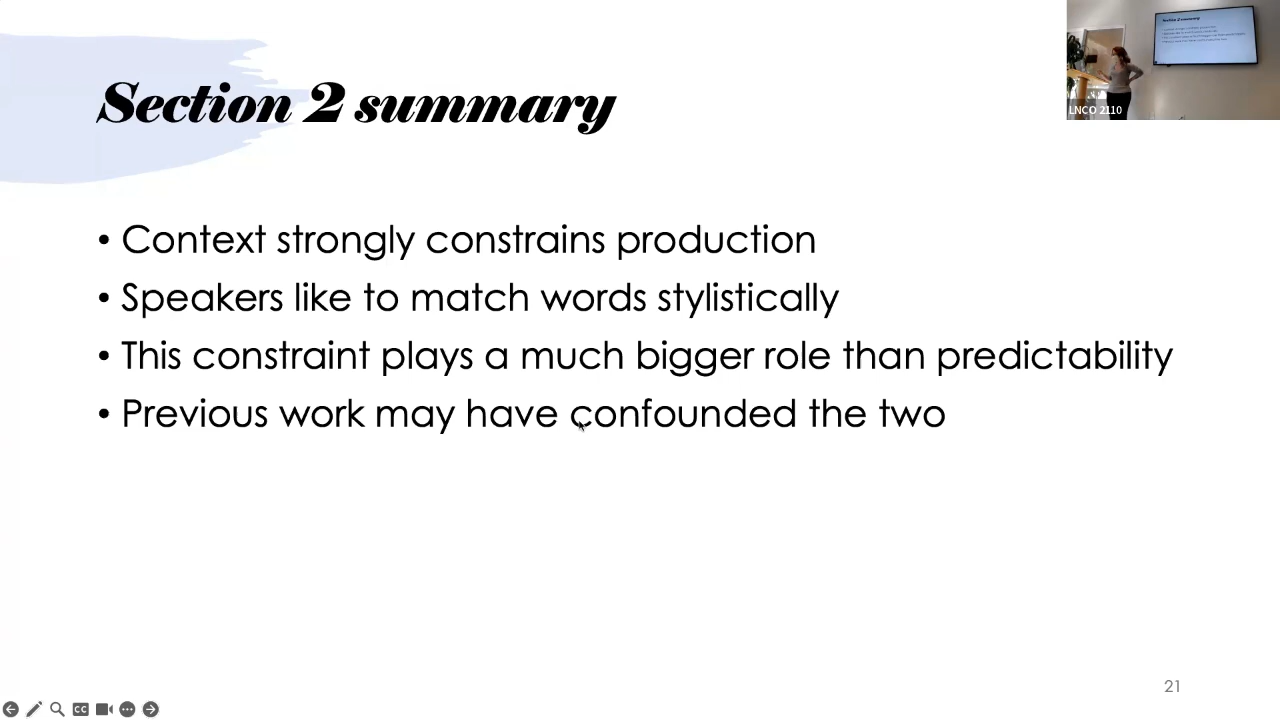 Section 2 summary
LNCO 2110
• Context strongly constrains production
• Speakers like to match words stylistically
• This constraint plays a much bigger role than predictability
• Previous work may have confounded the two
21